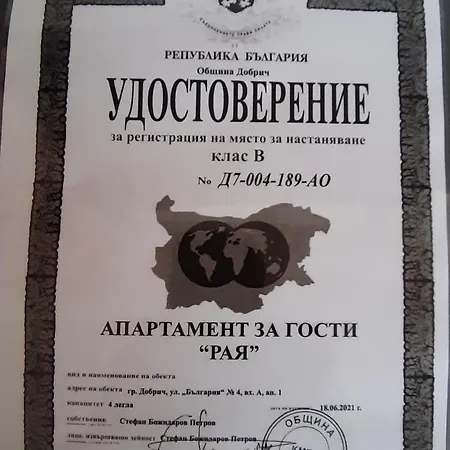 РЕПУБЛИКА БЪЛГАРИЯ
Община Добрич
УДОСТОВЕРЕНИЕ
за регистрация на място за настаняване
клас В
№ Д7-004-189-АО
АПАРТАМЕНТ ЗА ГОСТИ
“РАЯ”
вид и наименование на обекта
адрес на обекта гр. Добрич, ул. „България“ № 4, вх. А, ап. 1
капацитет 4 легла
18.06.2021 г.
собственик Стефан Божидаров Петров
лице, извършващо дейност Стефан Божидаров Петров
ОБЩИНА